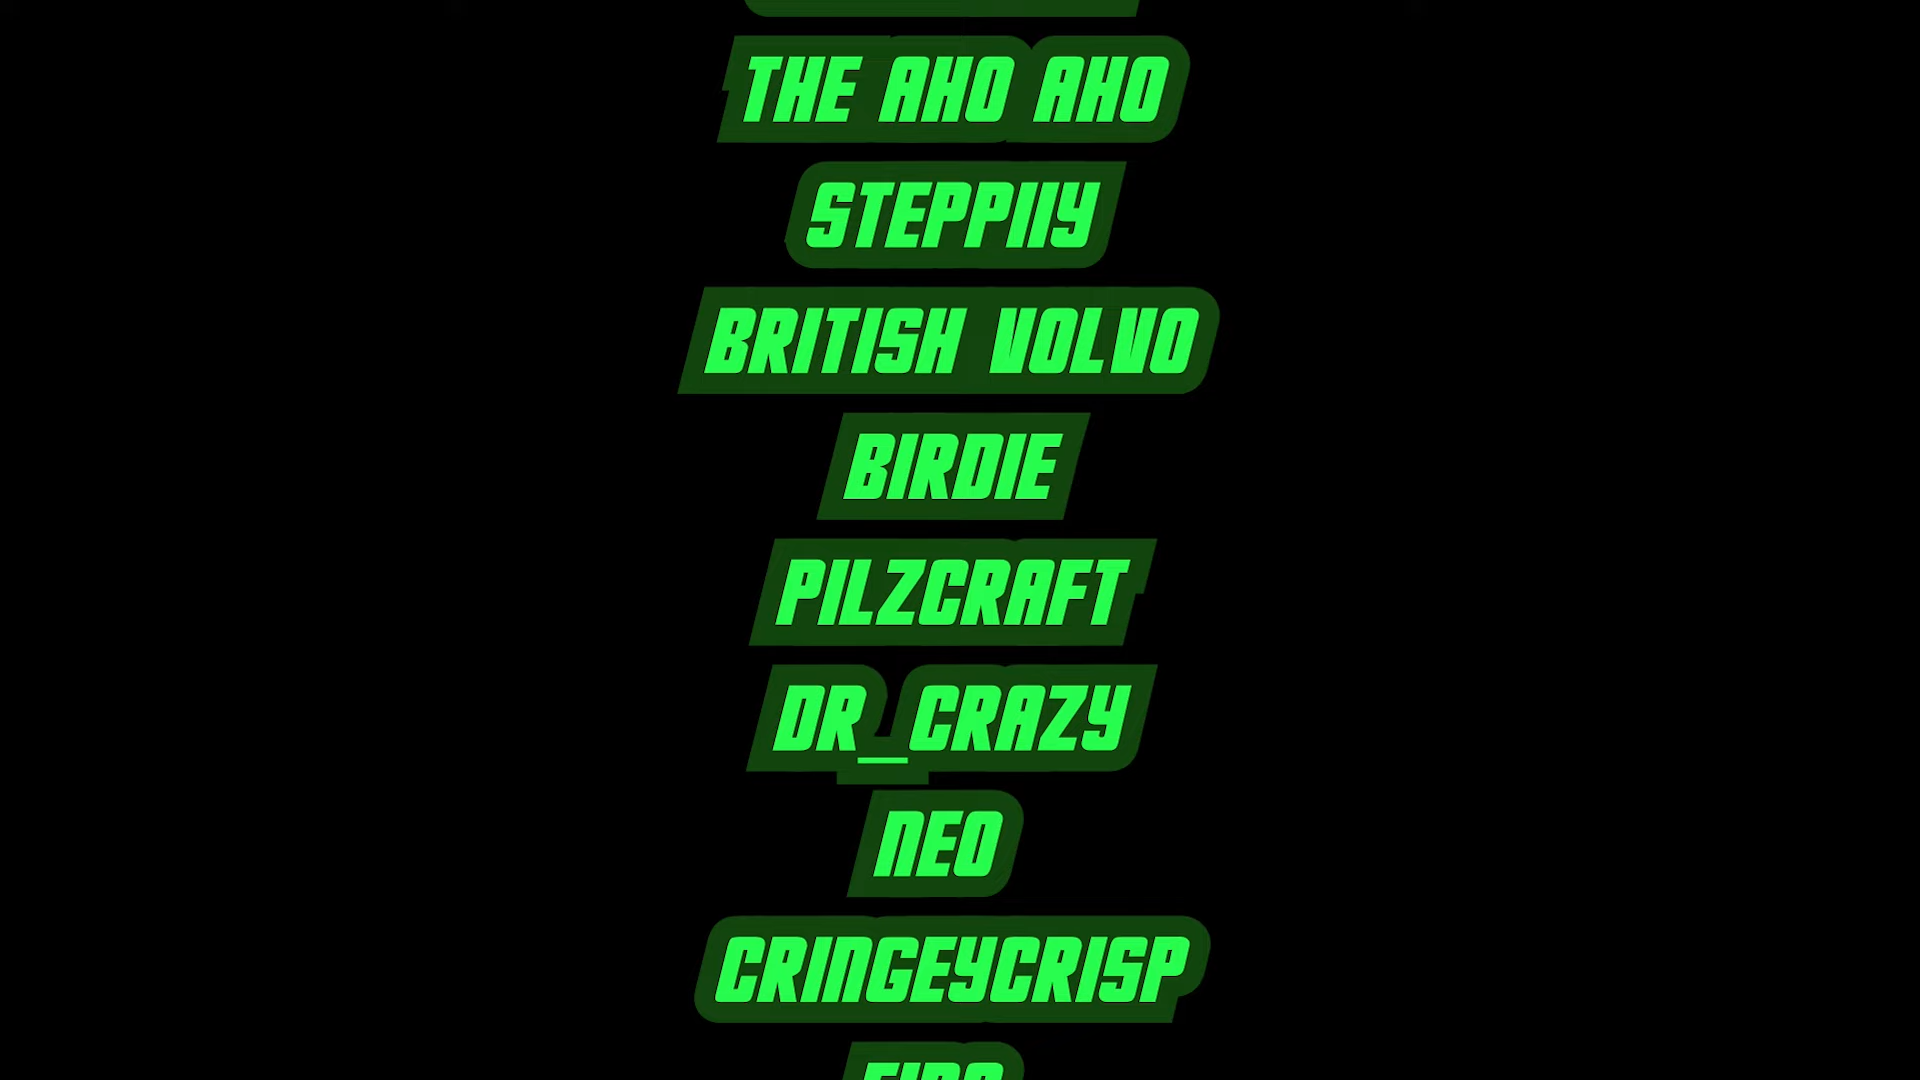 THE AHO AHO
STEPPIIY
BRITISH VOLVO
BIRDIE
PILZCRAFT
DR_CRAZY
NEO
CRINGEYCRISP